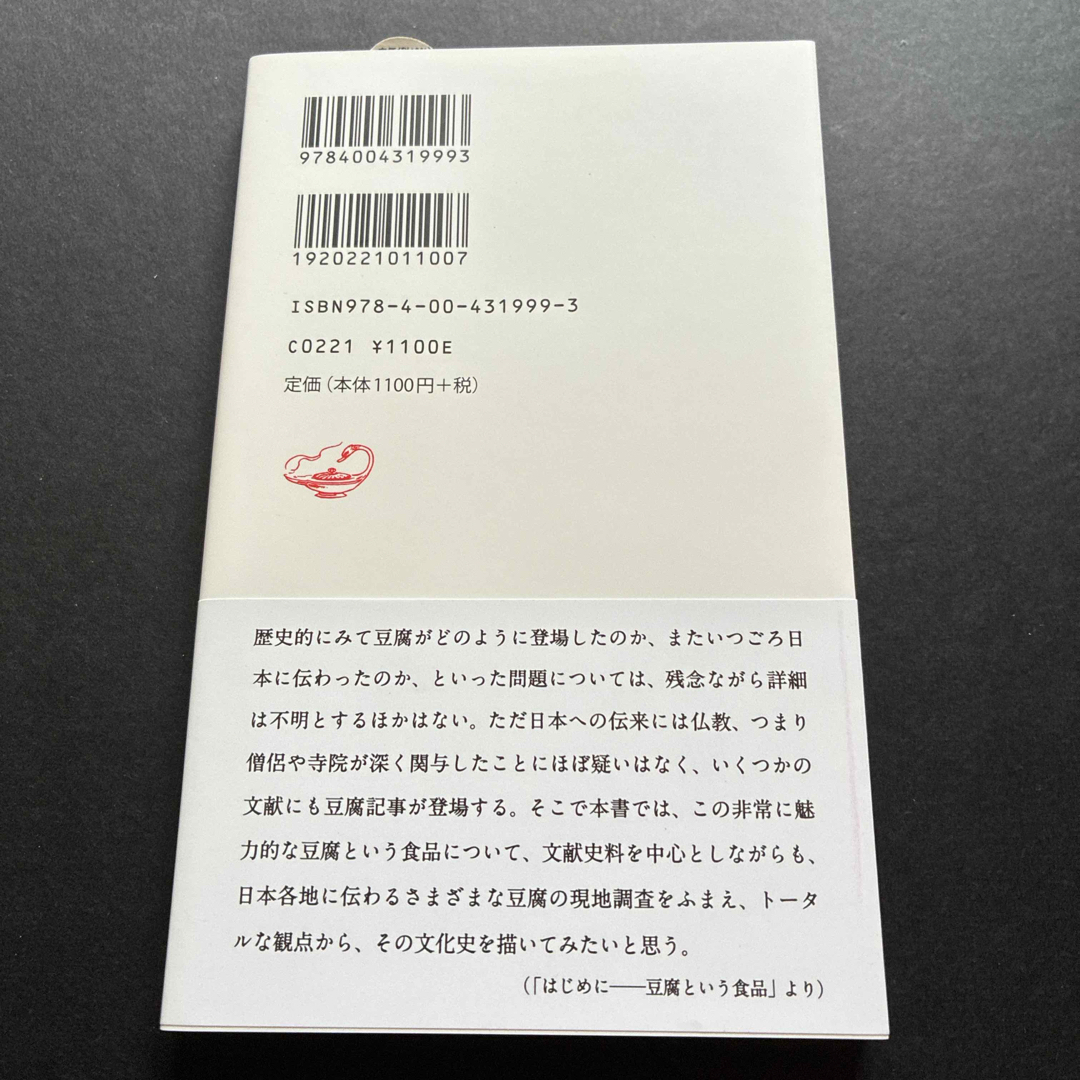 9784004319993
1920221011007
ISBN978-4-00-431999-3
C0221 ¥1100E
定価（本体1100円＋税）
歴史的にみて豆腐がどのように登場したのか、またいつごろ日
本に伝わったのか、といった問題については、残念ながら詳細
は不明とするほかはない。ただ日本への伝来には仏教、つまり
僧侶や寺院が深く関与したことにほぼ疑いはなく、いくつかの
文献にも豆腐記事が登場する。そこで本書では、この非常に魅
力的な豆腐という食品について、文献史料を中心としながらも、
日本各地に伝わるさまざまな豆腐の現地調査をふまえ、トータ
ルな観点から、その文化史を描いてみたいと思う。
（「はじめに――豆腐という食品」より）